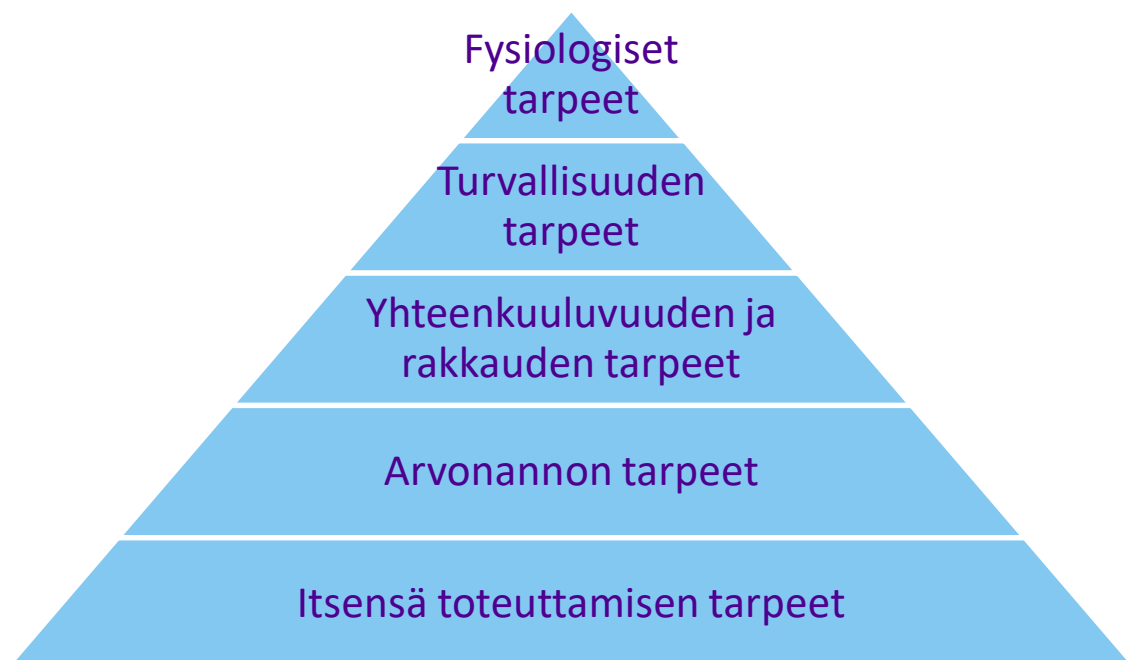 Fysiologiset
tarpeet
Turvallisuuden
tarpeet
Yhteenkuuluvuuden ja
rakkauden tarpeet
Arvonannon tarpeet
Itsensä toteuttamisen tarpeet